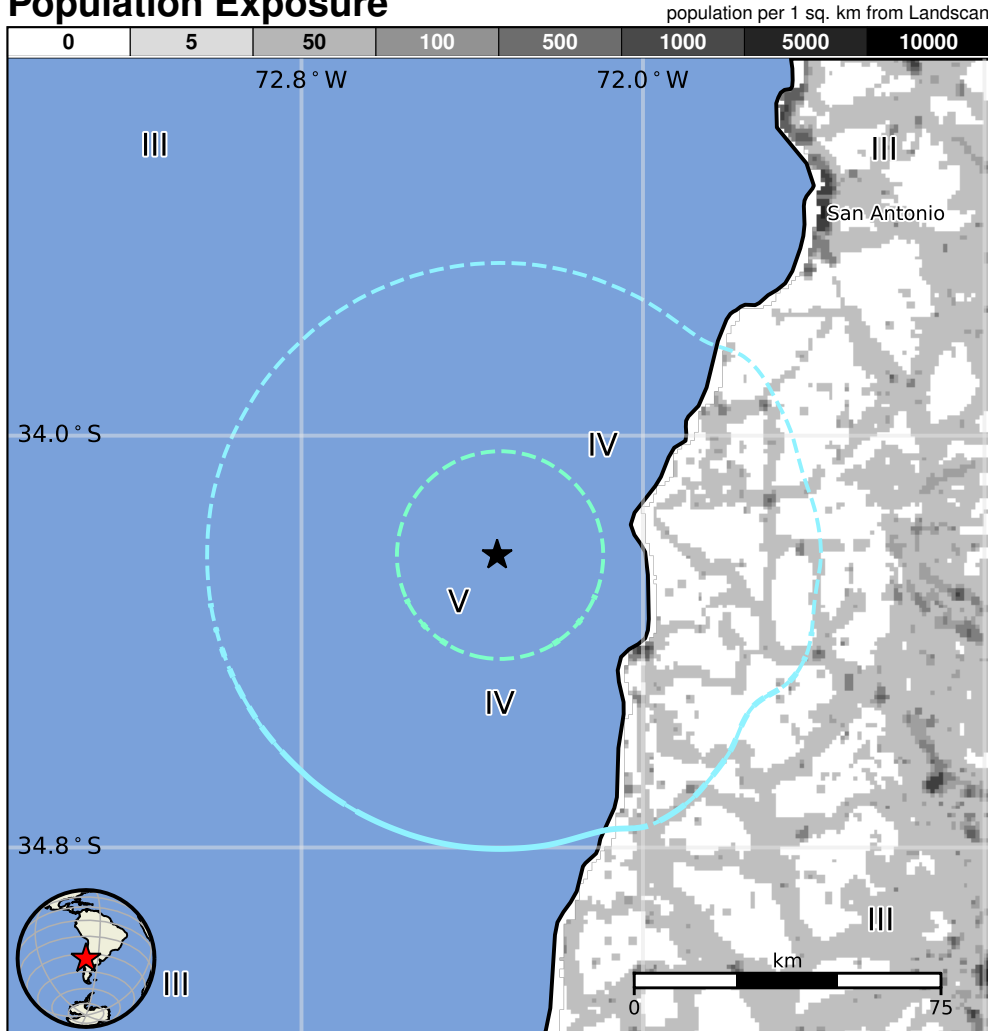 Population Exposure
population per 1 sq. km from Landscan
0 5 50 100 500 1000 5000 10000
72.8°W 72.0°W
III
III
San Antonio
34.0°S
IV
V
IV
34.8°S
III
km
III
0 75